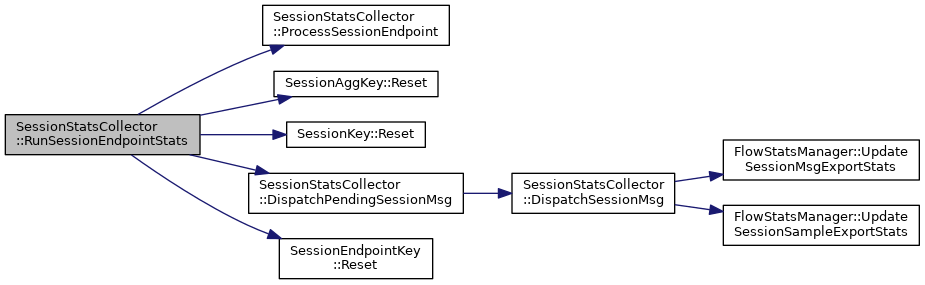 SessionStatsCollector
::RunSessionEndpointStats
SessionStatsCollector
::ProcessSessionEndpoint
SessionAggKey::Reset
SessionKey::Reset
SessionStatsCollector
::DispatchPendingSessionMsg
SessionEndpointKey
::Reset
SessionStatsCollector
::DispatchSessionMsg
FlowStatsManager::Update
SessionMsgExportStats
FlowStatsManager::Update
SessionSampleExportStats